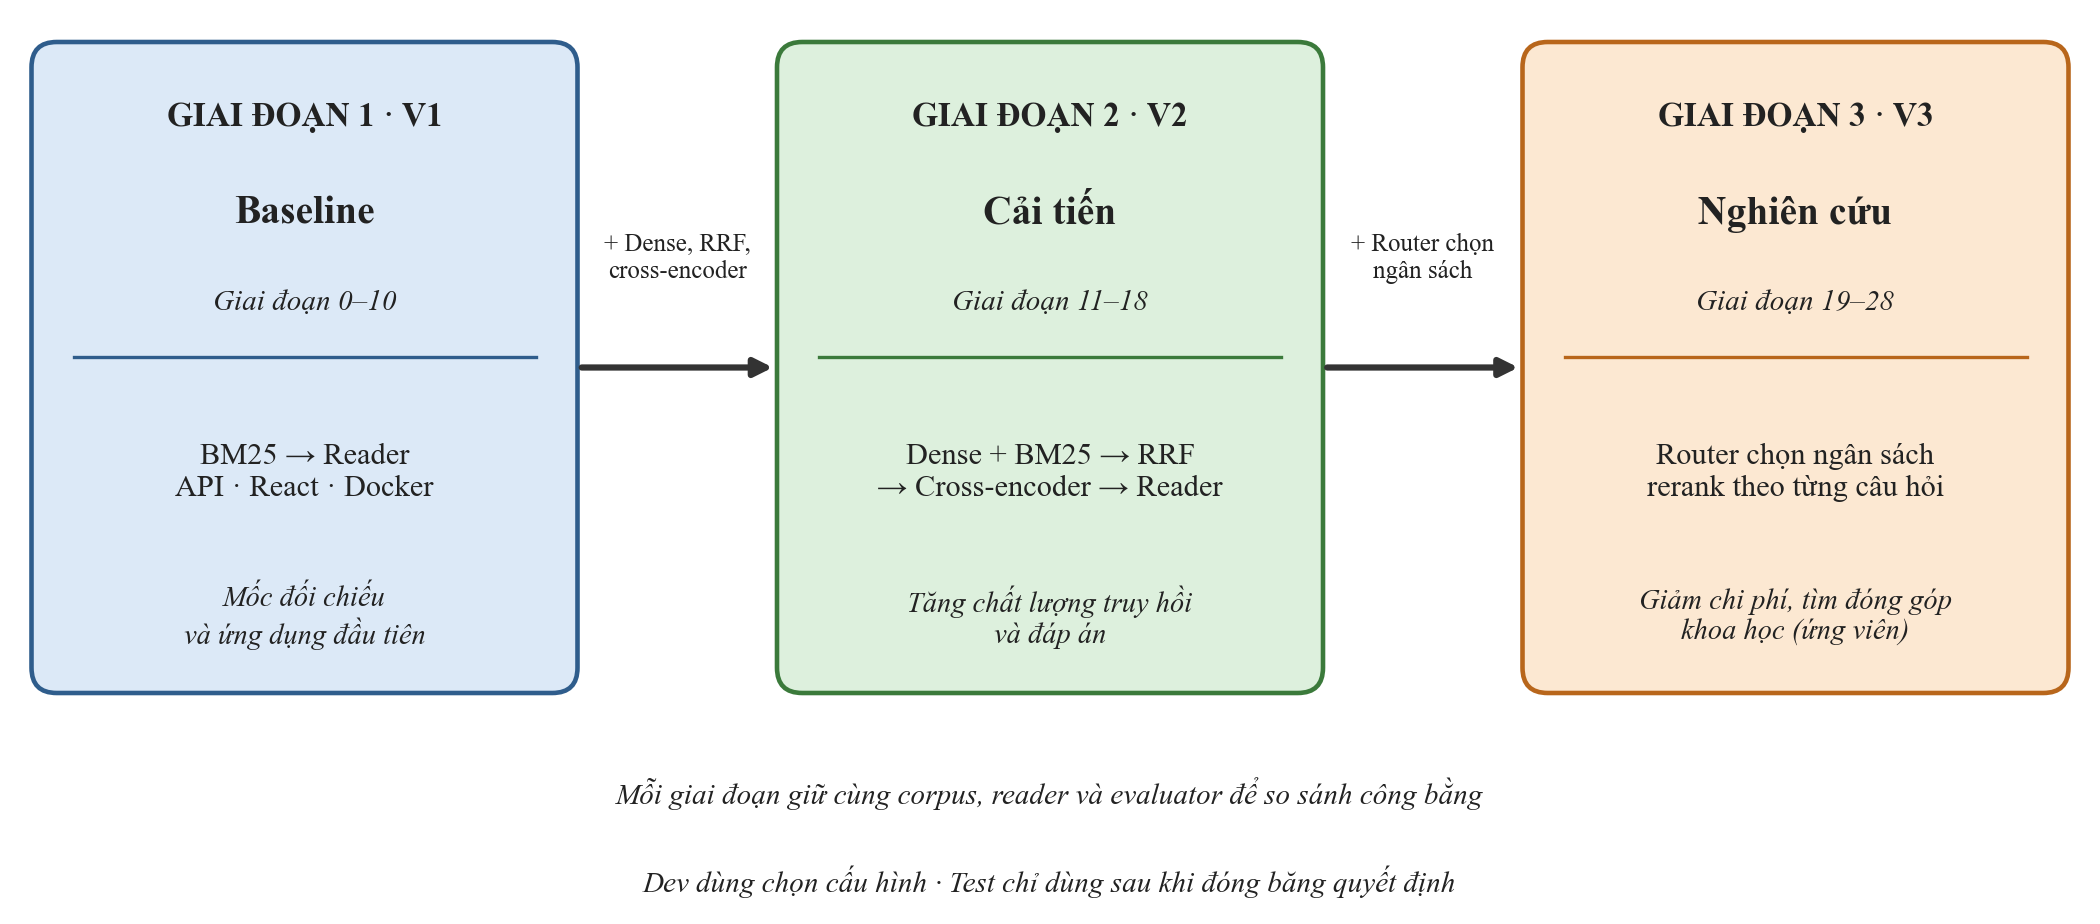 GIAI ĐOẠN 1 · V1
Baseline
Giai đoạn 0–10
BM25 → Reader
API · React · Docker
Mốc đối chiếu
và ứng dụng đầu tiên
+ Dense, RRF,
cross-encoder
GIAI ĐOẠN 2 · V2
Cải tiến
Giai đoạn 11–18
Dense + BM25 → RRF
→ Cross-encoder → Reader
Tăng chất lượng truy hồi
và đáp án
+ Router chọn
ngân sách
GIAI ĐOẠN 3 · V3
Nghiên cứu
Giai đoạn 19–28
Router chọn ngân sách
rerank theo từng câu hỏi
Giảm chi phí, tìm đóng góp
khoa học (ứng viên)
Mỗi giai đoạn giữ cùng corpus, reader và evaluator để so sánh công bằng
Dev dùng chọn cấu hình · Test chỉ dùng sau khi đóng băng quyết định